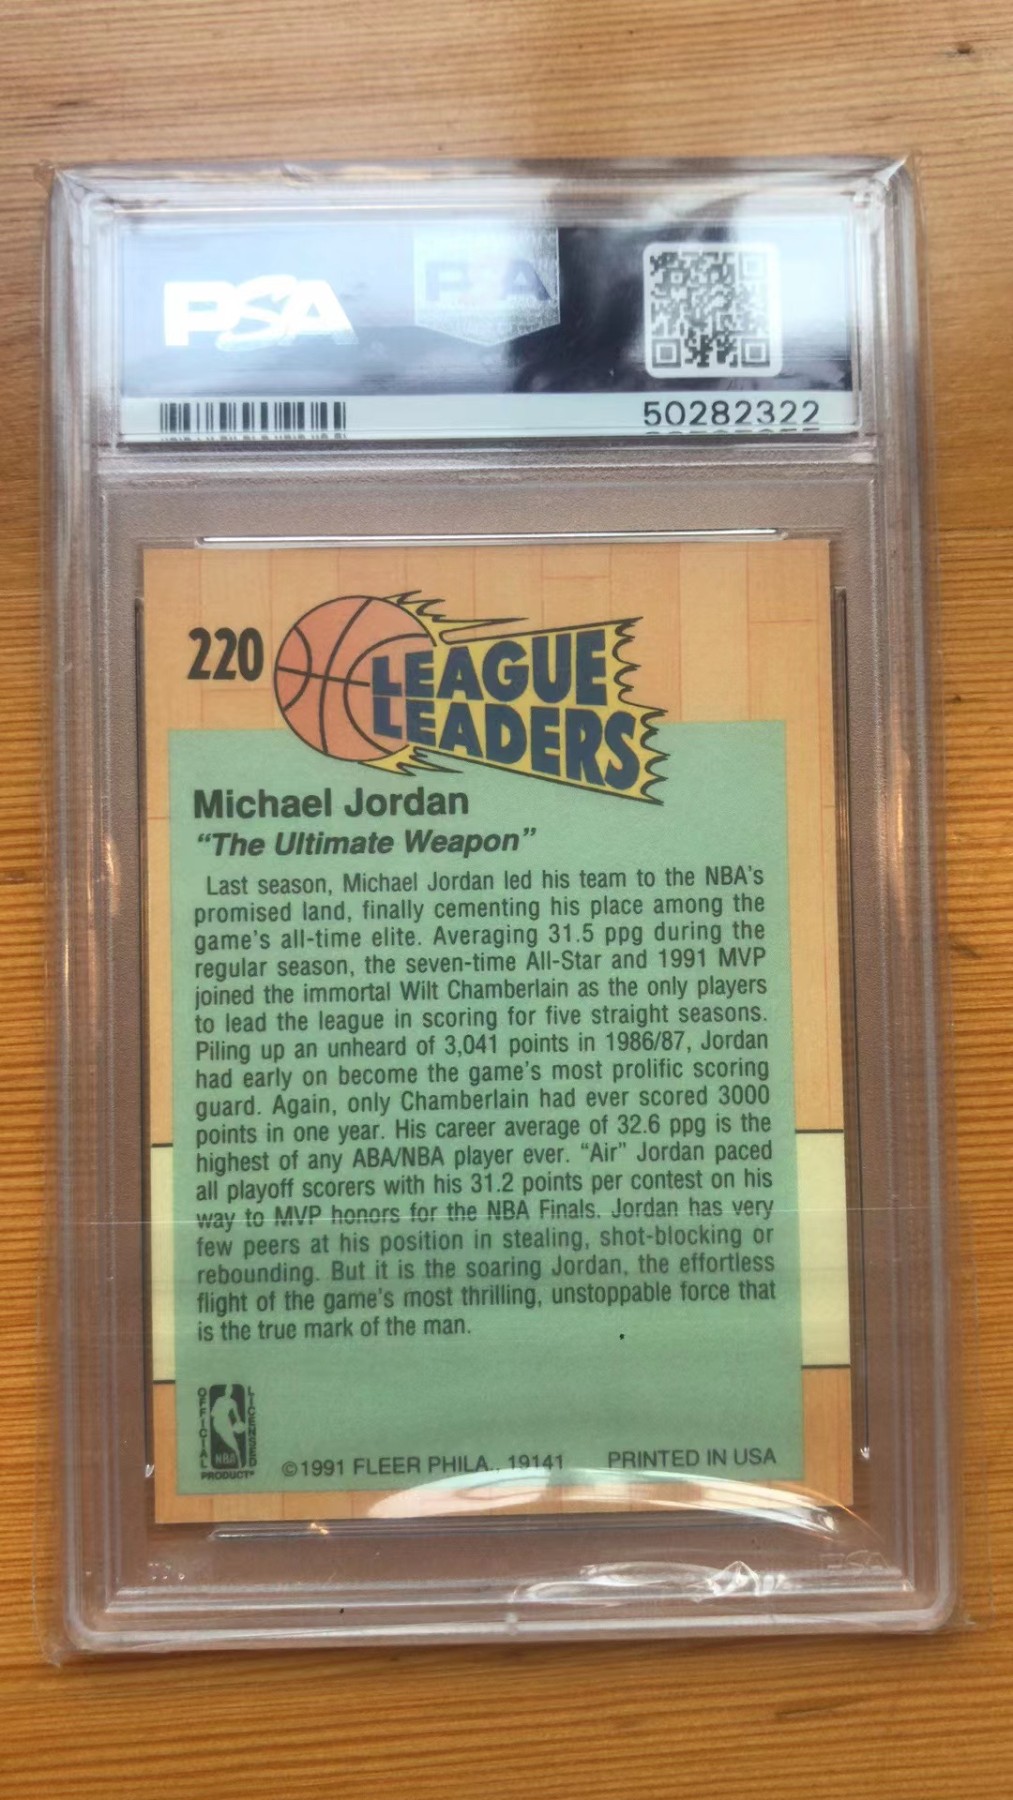 PSA
PSA
50282322
220
LEAGUE
LEADERS
Michael Jordan
"The Ultimate Weapon"
Last season, Michael Jordan led his team to the NBA's
promised land, finally cementing his place among the
game's all-time elite. Averaging 31.5 ppg during the
regular season, the seven-time All-Star and 1991 MVP
joined the immortal Wilt Chamberlain as the only players
to lead the league in scoring for five straight seasons.
Piling up an unheard of 3,041 points in 1986/87, Jordan
had early on become the game's most prolific scoring
guard. Again, only Chamberlain had ever scored 3000
points in one year. His career average of 32.6 ppg is the
highest of any ABA/NBA player ever. "Air" Jordan paced
all playoff scorers with his 31.2 points per contest on his
way to MVP honors for the NBA Finals. Jordan has very
few peers at his position in stealing, shot-blocking or
rebounding. But it is the soaring Jordan, the effortless
flight of the game's most thrilling, unstoppable force that
is the true mark of the man.
OFFICIAL
LICENSED
NBA
PRODUCT
©1991 FLEER PHILA., 19141
PRINTED IN USA
PSA